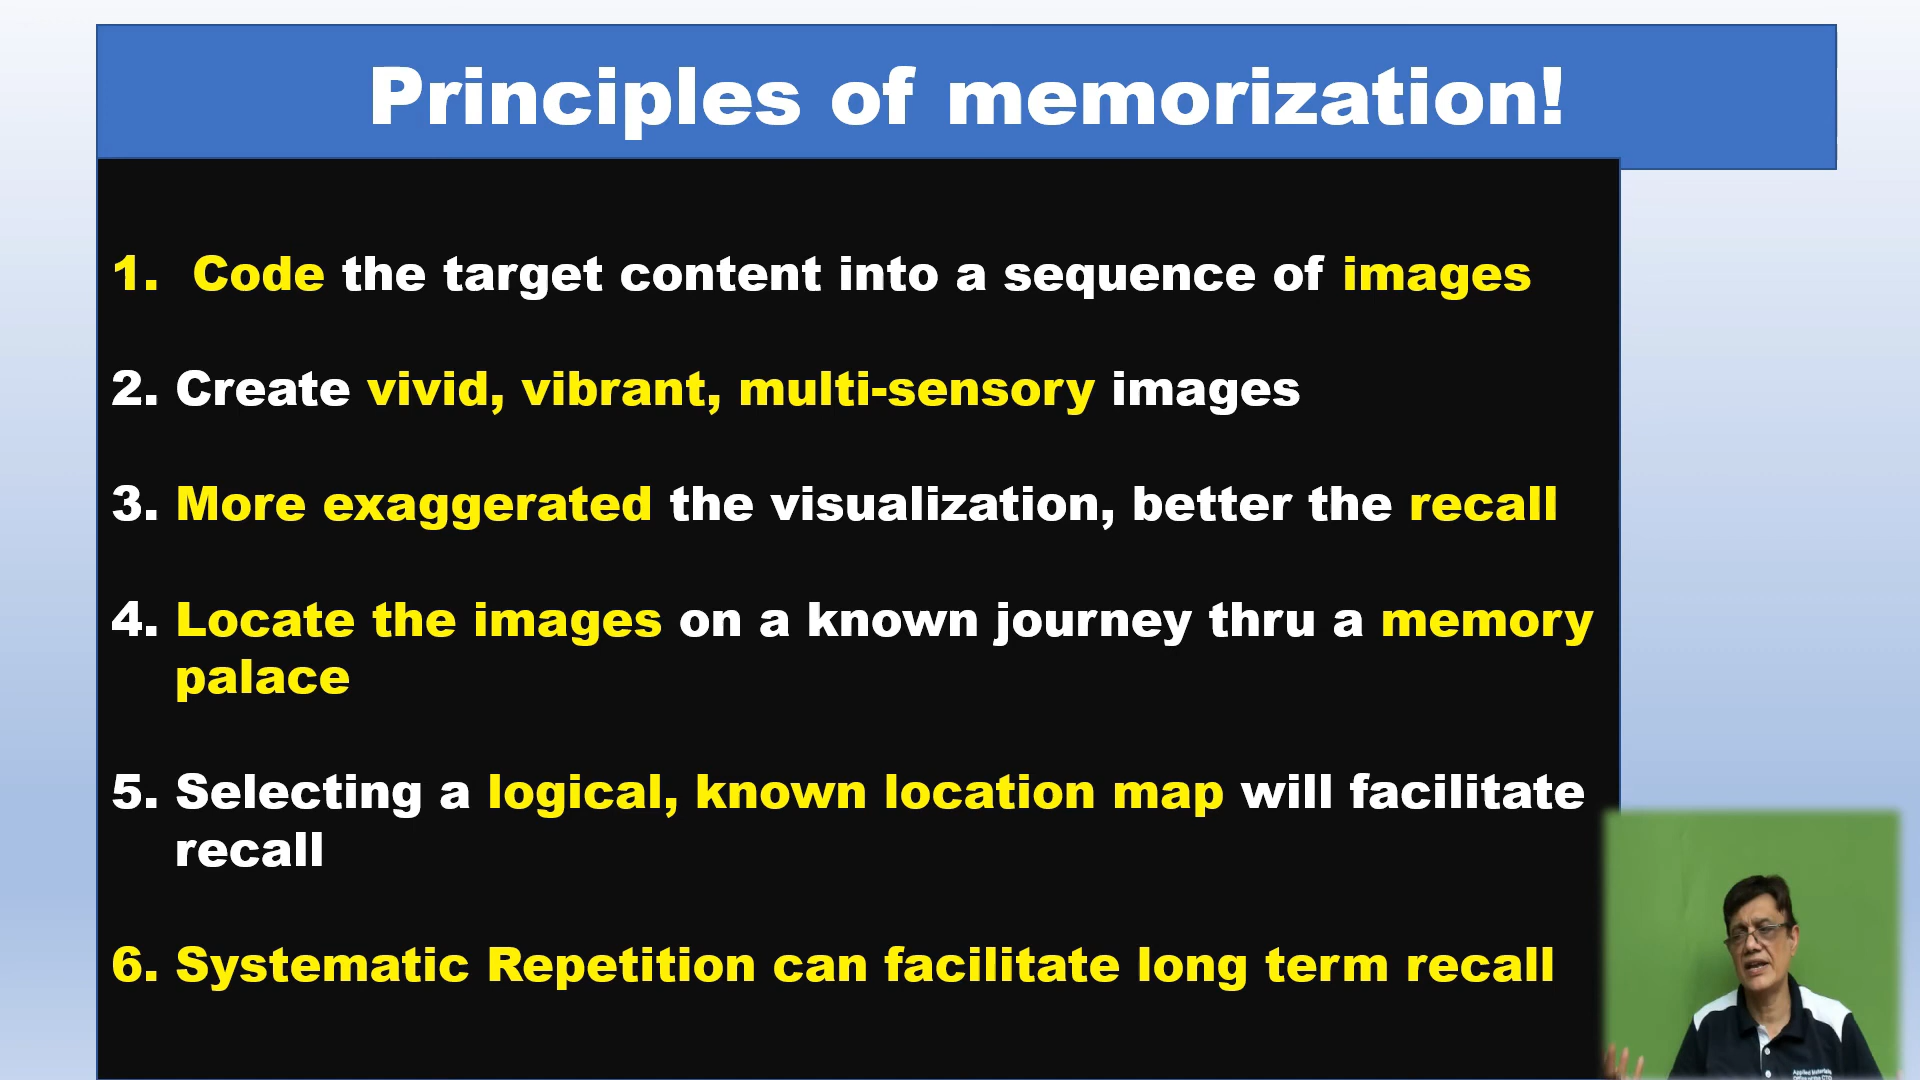 Principles of memorization!
1. Code the target content into a sequence of images
2. Create vivid, vibrant, multi-sensory images
3. More exaggerated the visualization, better the recall
4. Locate the images on a known journey thru a memory
palace
5. Selecting a logical, known location map will facilitate
recall
6. Systematic Repetition can facilitate long term recall
Applied Materials